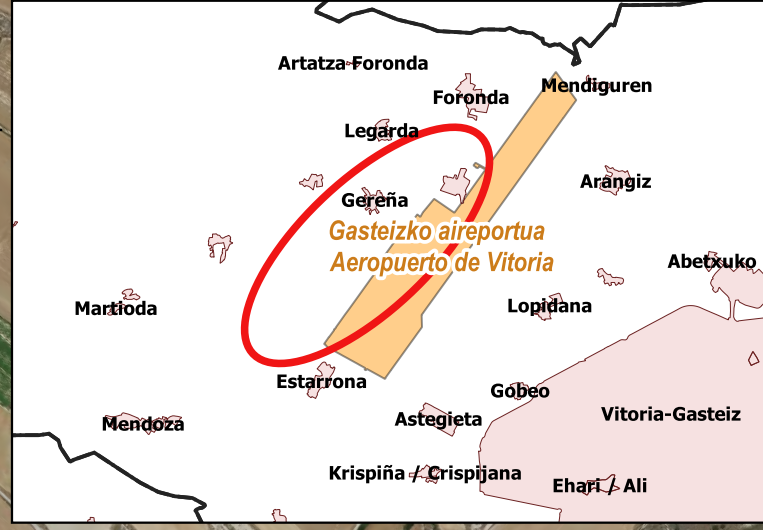 Artatza Foronda
Mendiguren
Foronda
Legarda
Arangiz
Gereña
Gasteizko aireportua
Aeropuerto de Vitoria
Abetxuko
Martioda
Lopidana
Estarrona
Gobeo
Vitoria-Gasteiz
Astegieta
Mendoza
Krispiña / Crispijana
Ehari / Ali